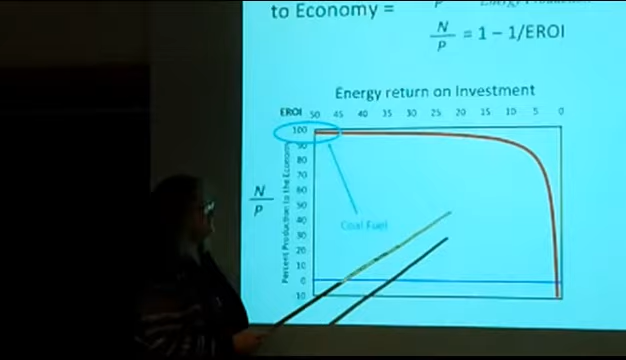 to Economy = P
N
P = 1 – 1/EROI
Energy return on Investment
EROI 50 45 40 35 30 25 20 15 10 5 0
100
90
80
70
60
50
40
30
20
10
0
-10
N
P
Percent Production to the Economy
Coal Fuel